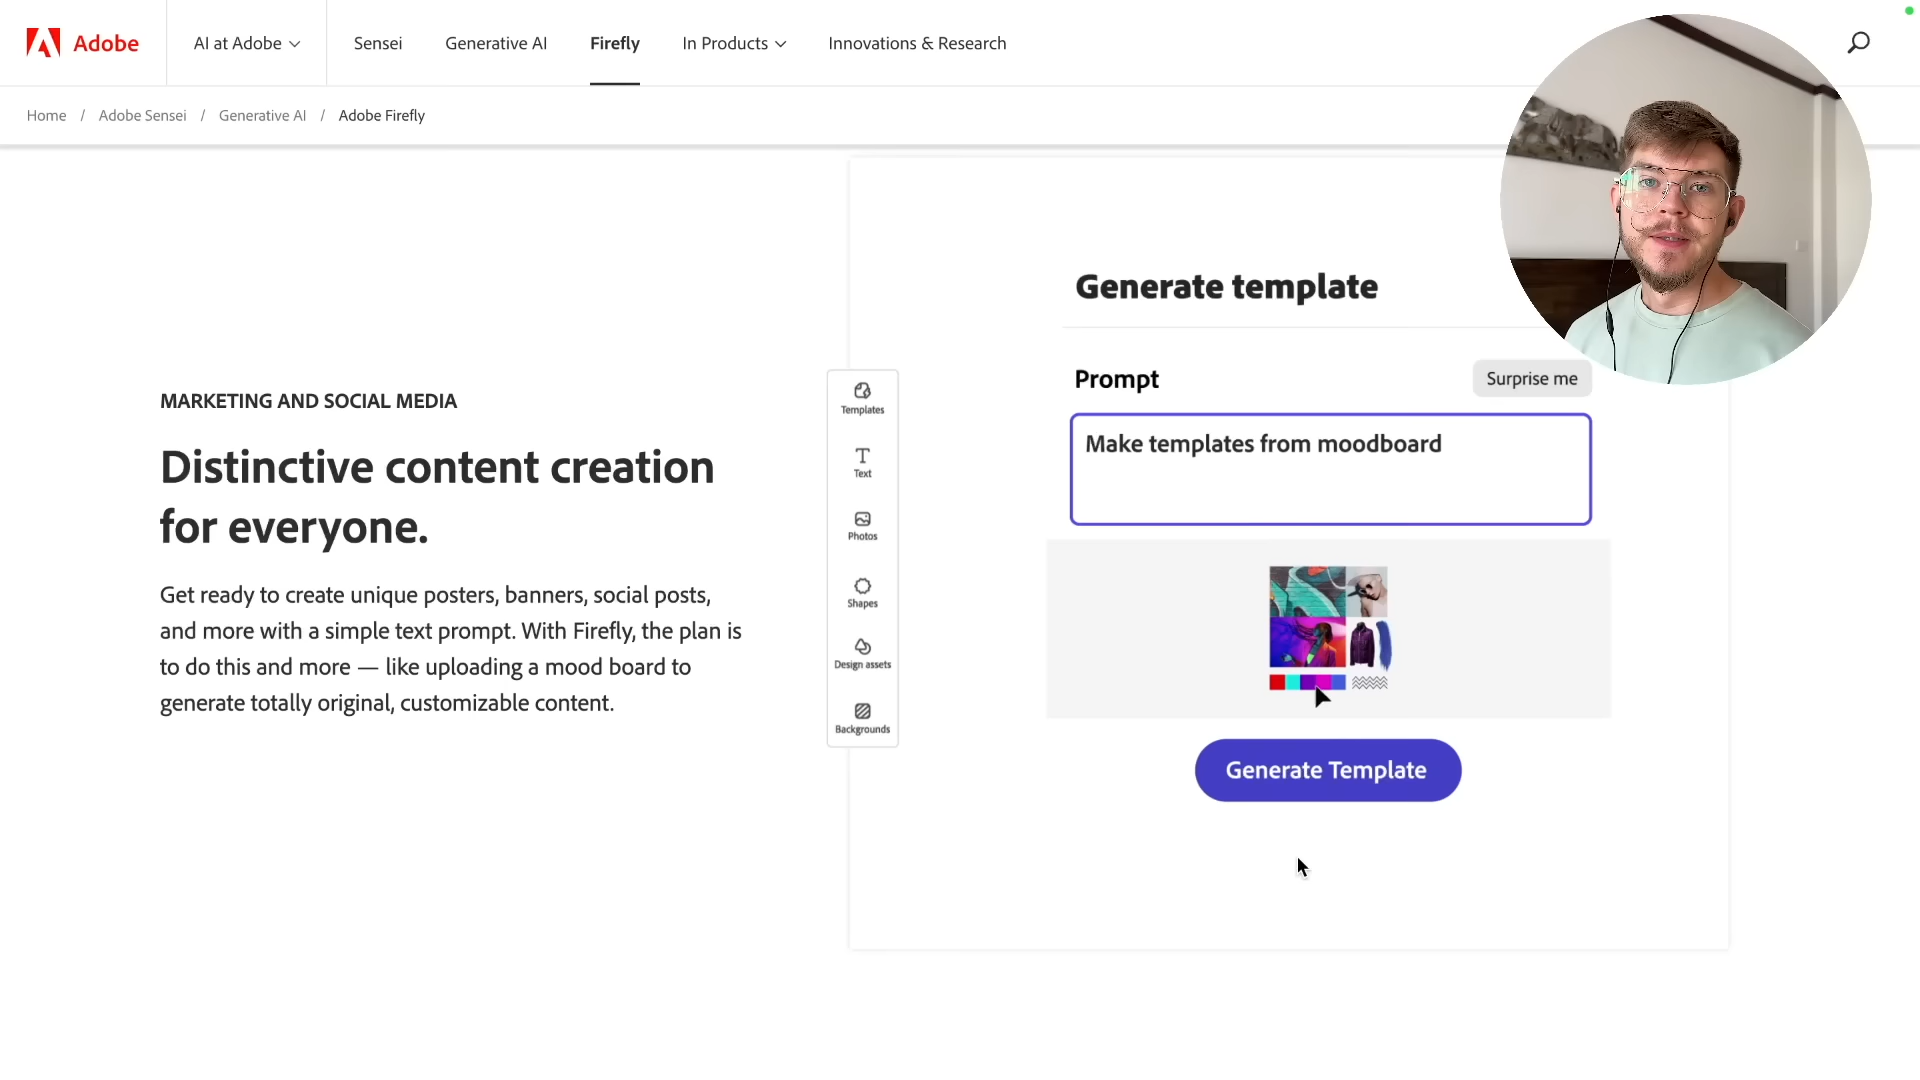 Adobe
AI at Adobe
Sensei
Generative AI
Firefly
In Products
Innovations & Research
Home / Adobe Sensei / Generative AI / Adobe Firefly
MARKETING AND SOCIAL MEDIA
Distinctive content creation
for everyone.
Get ready to create unique posters, banners, social posts,
and more with a simple text prompt. With Firefly, the plan is
to do this and more — like uploading a mood board to
generate totally original, customizable content.
Templates
Text
Photos
Shapes
Design assets
Backgrounds
Generate template
Prompt
Surprise me
Make templates from moodboard
Generate Template